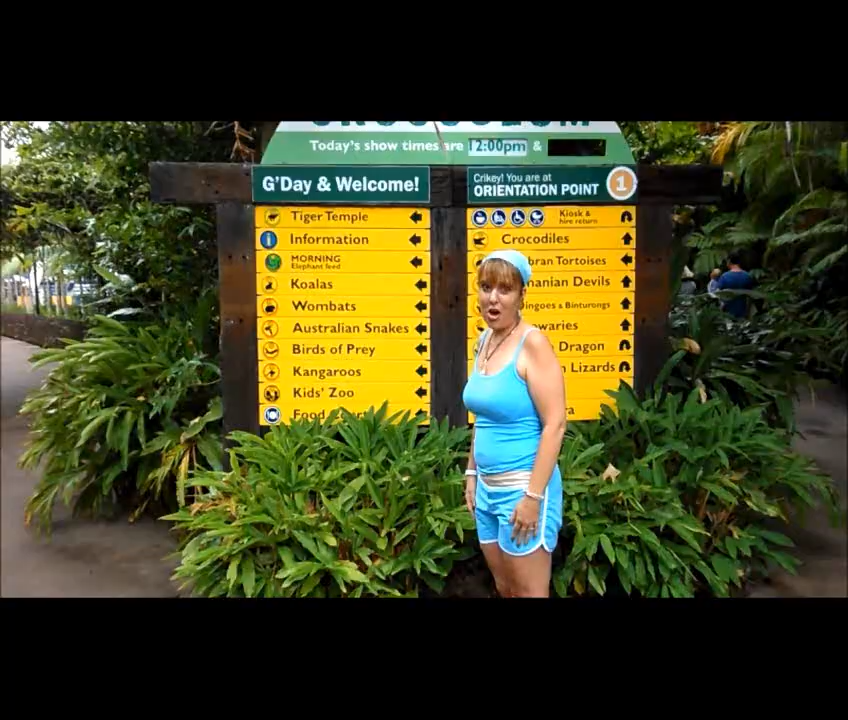 Today's show times are 12:00pm &
G'Day & Welcome!
Tiger Temple
Information
MORNING
Elephant feed
Koalas
Wombats
Australian Snakes
Birds of Prey
Kangaroos
Kids' Zoo
Food
Crikey! You are at
ORIENTATION POINT 1
Kiosk &
hire return
Crocodiles
Tortoises
Devils
& Binturongs
Dragon
Lizards